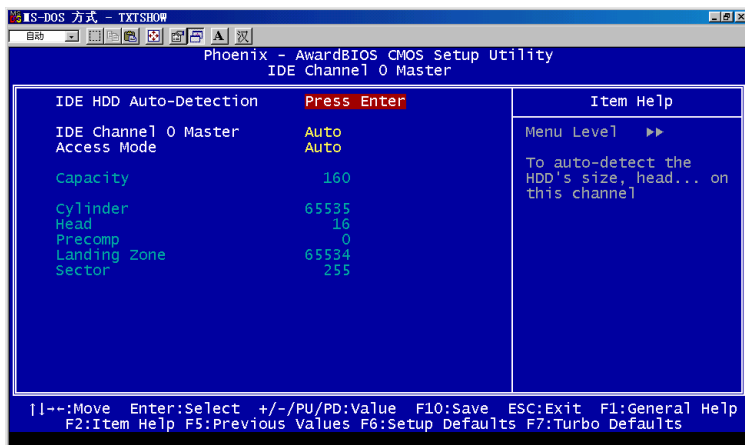 MS-DOS 方式 - TXTSHOW
自动
A 汉
Phoenix - AwardBIOS CMOS Setup Utility
IDE Channel 0 Master
IDE HDD Auto-Detection Press Enter
Item Help
IDE Channel 0 Master Auto
Access Mode Auto
Menu Level ▶▶
Capacity 160
To auto-detect the
HDD's size, head... on
this channel
Cylinder 65535
Head 16
Precomp 0
Landing Zone 65534
Sector 255
↑↓→←:Move Enter:Select +/-/PU/PD:Value F10:Save ESC:Exit F1:General Help
F2:Item Help F5:Previous Values F6:Setup Defaults F7:Turbo Defaults